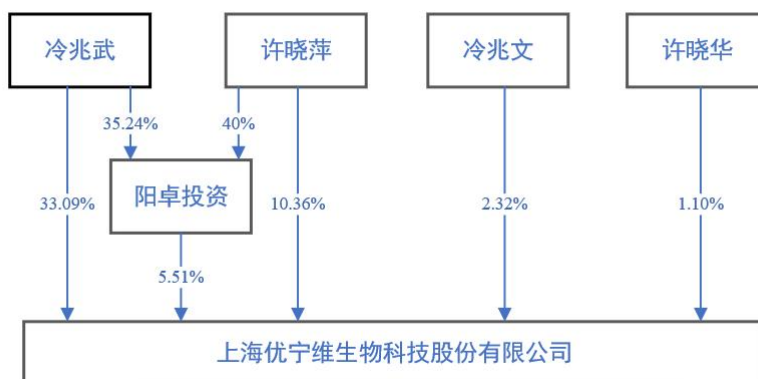 冷兆武
许晓萍
冷兆文
许晓华
35.24%
40%
阳卓投资
33.09%
10.36%
2.32%
1.10%
5.51%
上海优宁维生物科技股份有限公司